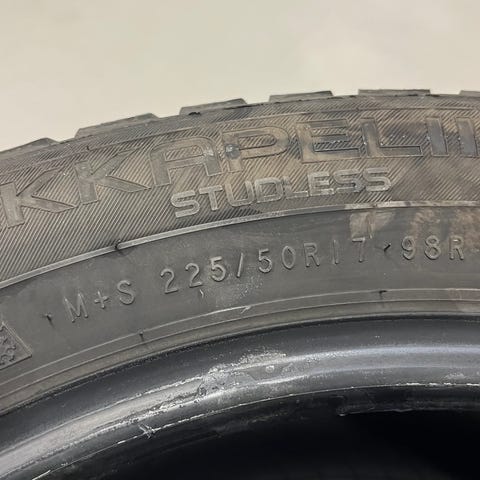 KKAPELII
STUDLESS
M+S 225/50R17 98R